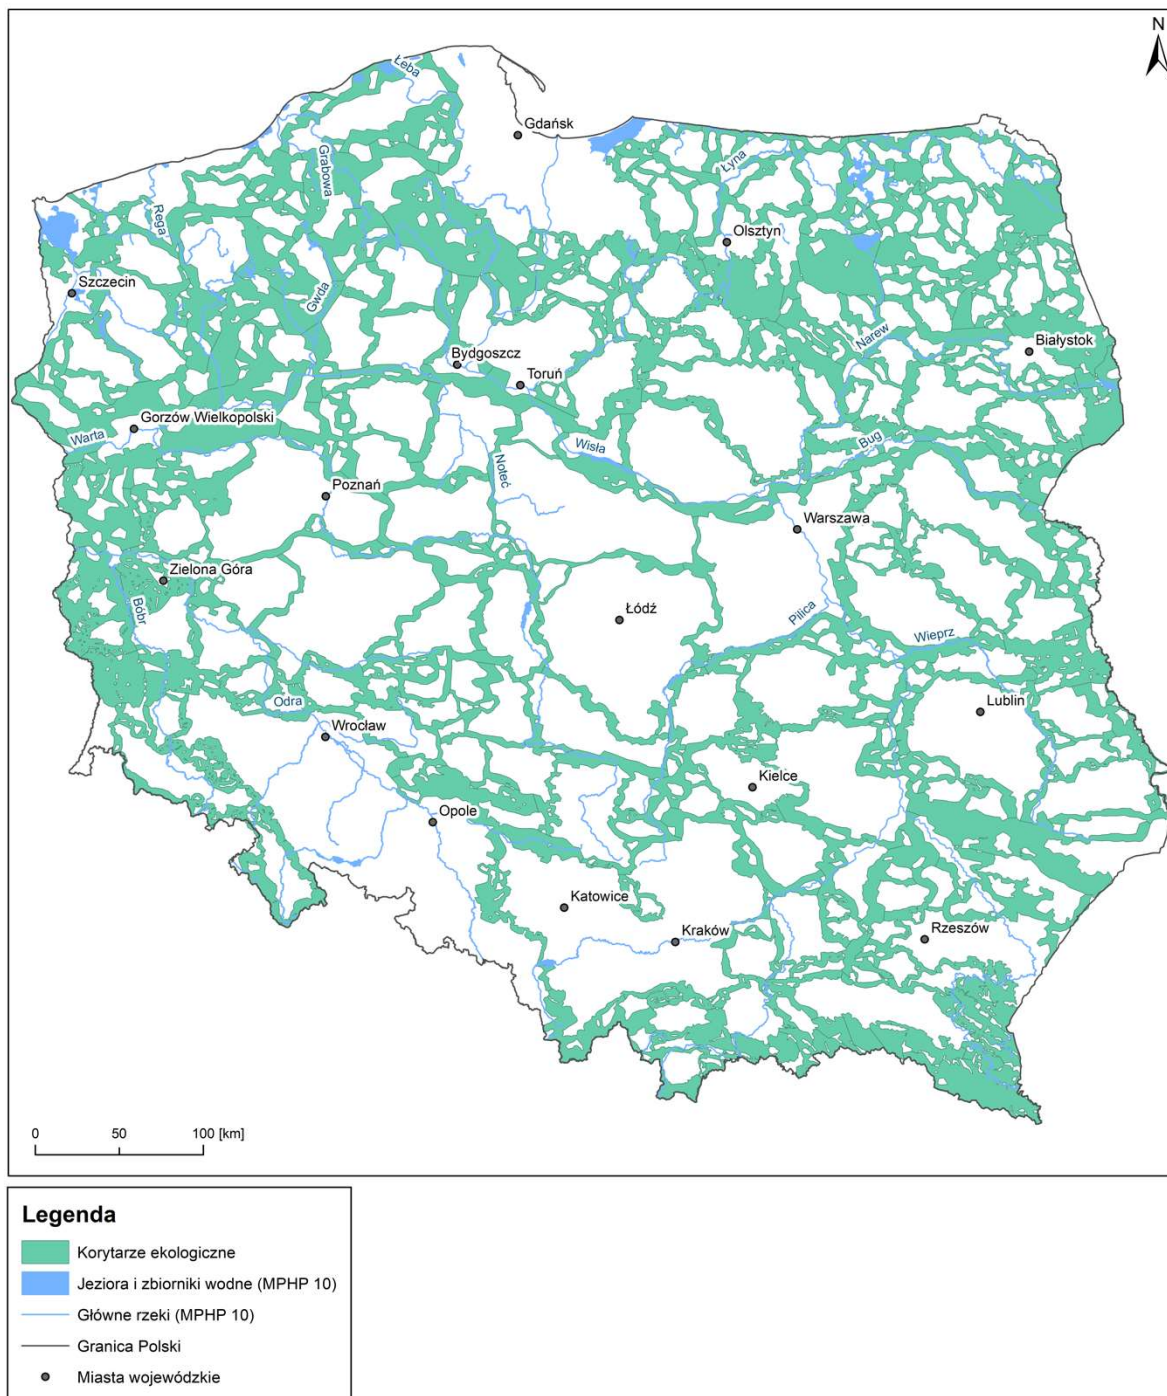 N
Łeba
Gdańsk
Grabowa
Łyna
Rega
Olsztyn
Szczecin
Gwda
Narew
Białystok
Bydgoszcz
Toruń
Gorzów Wielkopolski
Warta
Wisła
Bug
Noteć
Poznań
Warszawa
Zielona Góra
Bóbr
Łódź
Pilica
Wieprz
Odra
Lublin
Wrocław
Kielce
Opole
Katowice
Kraków
Rzeszów
0 50 100 [km]
Legenda
Korytarze ekologiczne
Jeziora i zbiorniki wodne (MPHP 10)
Główne rzeki (MPHP 10)
Granica Polski
Miasta wojewódzkie